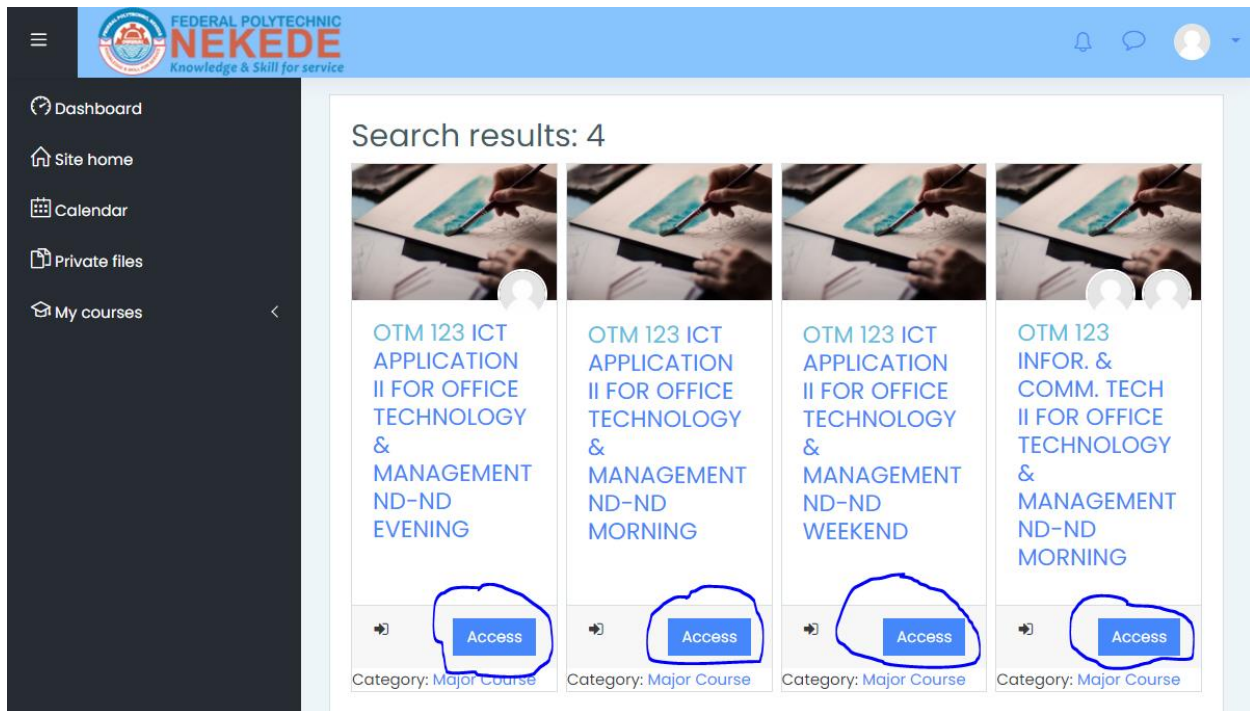 FEDERAL POLYTECHNIC
NEKEDE
Knowledge & Skill for service
Dashboard
Site home
Calendar
Private files
My courses
Search results: 4
OTM 123 ICT
APPLICATION
II FOR OFFICE
TECHNOLOGY
&
MANAGEMENT
ND-ND
EVENING
Access
Category: Major Course
OTM 123 ICT
APPLICATION
II FOR OFFICE
TECHNOLOGY
&
MANAGEMENT
ND-ND
MORNING
Access
Category: Major Course
OTM 123 ICT
APPLICATION
II FOR OFFICE
TECHNOLOGY
&
MANAGEMENT
ND-ND
WEEKEND
Access
Category: Major Course
OTM 123
INFOR. &
COMM. TECH
II FOR OFFICE
TECHNOLOGY
&
MANAGEMENT
ND-ND
MORNING
Access
Category: Major Course